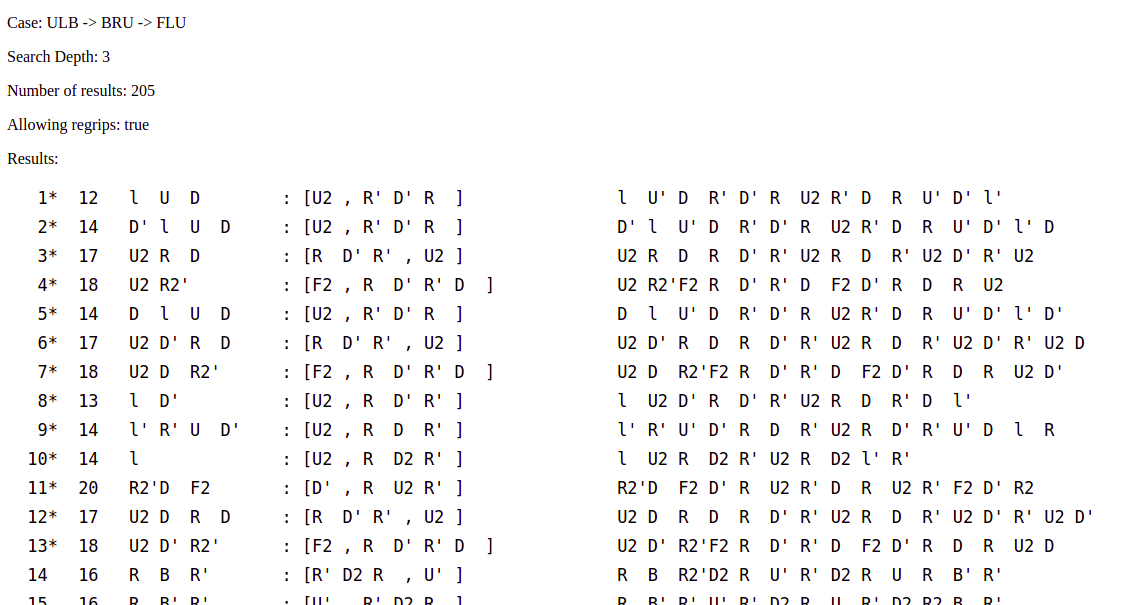 Case: ULB -> BRU -> FLU
Search Depth: 3
Number of results: 205
Allowing regrips: true
Results:
1* 12 l U D : [U2 , R' D' R ] l U' D R' D' R U2 R' D R U' D' l'
2* 14 D' l U D : [U2 , R' D' R ] D' l U' D R' D' R U2 R' D R U' D' l' D
3* 17 U2 R D : [R D' R' , U2 ] U2 R D R D' R' U2 R D R' U2 D' R' U2
4* 18 U2 R2' : [F2 , R D' R' D ] U2 R2'F2 R D' R' D F2 D' R D R U2
5* 14 D l U D : [U2 , R' D' R ] D l U' D R' D' R U2 R' D R U' D' l' D'
6* 17 U2 D' R D : [R D' R' , U2 ] U2 D' R D R D' R' U2 R D R' U2 D' R' U2 D
7* 18 U2 D R2' : [F2 , R D' R' D ] U2 D R2'F2 R D' R' D F2 D' R D R U2 D'
8* 13 l D' : [U2 , R D' R' ] l U2 D' R D' R' U2 R D R' D l'
9* 14 l' R' U D' : [U2 , R D R' ] l' R' U' D' R D R' U2 R D' R' U' D l R
10* 14 l : [U2 , R D2 R' ] l U2 R D2 R' U2 R D2 l' R'
11* 20 R2'D F2 : [D' , R U2 R' ] R2'D F2 D' R U2 R' D R U2 R' F2 D' R2
12* 17 U2 D R D : [R D' R' , U2 ] U2 D R D R D' R' U2 R D R' U2 D' R' U2 D'
13* 18 U2 D' R2' : [F2 , R D' R' D ] U2 D' R2'F2 R D' R' D F2 D' R D R U2 D
14 16 R B R' : [R' D2 R , U' ] R B R2'D2 R U' R' D2 R U R B' R'
15 16 R B' R' : [U' , R' D2 R ] R B' R' U' R' D2 R U R' D2 R2 B R'